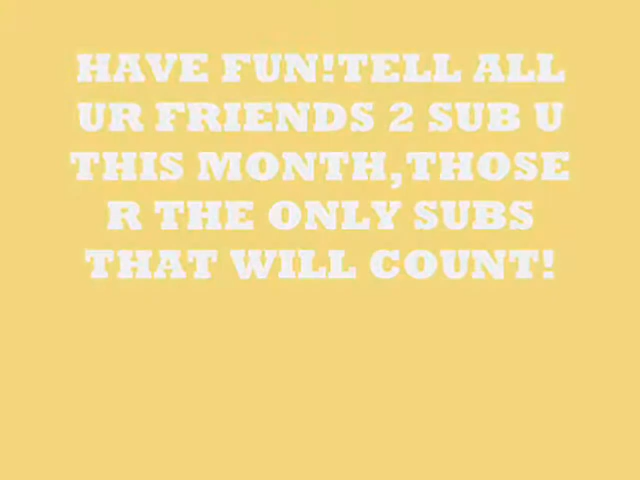 HAVE FUN!TELL ALL
UR FRIENDS 2 SUB U
THIS MONTH,THOSE
R THE ONLY SUBS
THAT WILL COUNT!